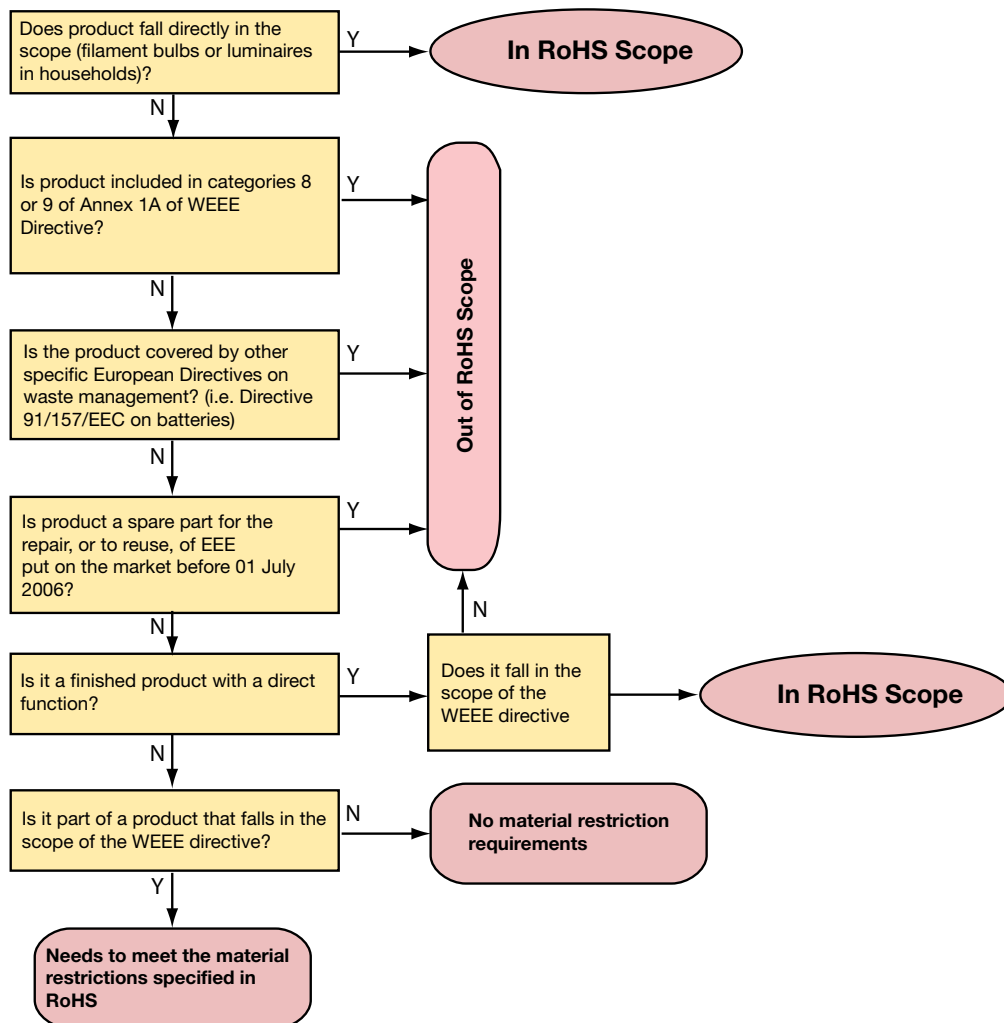 Does product fall directly in the
scope (filament bulbs or luminaires
in households)?
Y
In RoHS Scope
N
Is product included in categories 8
or 9 of Annex 1A of WEEE
Directive?
Y
Out of RoHS Scope
N
Is the product covered by other
specific European Directives on
waste management? (i.e. Directive
91/157/EEC on batteries)
Y
N
Is product a spare part for the
repair, or to reuse, of EEE
put on the market before 01 July
2006?
Y
N
N
Is it a finished product with a direct
function?
Y
Does it fall in the
scope of the
WEEE directive
In RoHS Scope
N
Is it part of a product that falls in the
scope of the WEEE directive?
N
No material restriction
requirements
Y
Needs to meet the material
restrictions specified in
RoHS